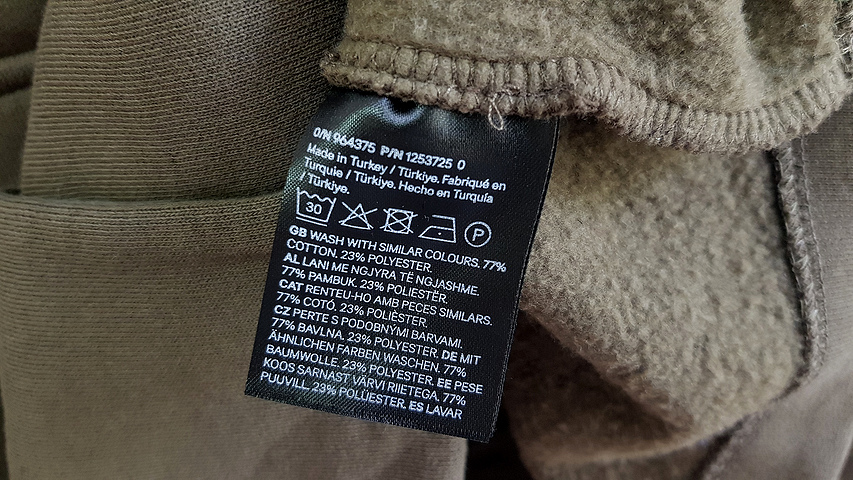 O/N 964375 P/N 1253725 0
Made in Turkey / Türkiye. Fabriqué en
Turquie / Türkiye. Hecho en Turquía
/ Türkiye.
30 P
GB WASH WITH SIMILAR COLOURS. 77%
COTTON. 23% POLYESTER.
AL LANI ME NGJYRA TË NGJASHME.
77% PAMBUK. 23% POLIESTËR.
CAT RENTEU-HO AMB PECES SIMILARS.
77% COTÓ. 23% POLIÈSTER.
CZ PERTE S PODOBNÝMI BARVAMI.
77% BAVLNA. 23% POLYESTER. DE MIT
ÄHNLICHEN FARBEN WASCHEN. 77%
BAUMWOLLE. 23% POLYESTER. EE PESE
KOOS SARNAST VÄRVI RIIETEGA. 77%
PUUVILL. 23% POLÜESTER. ES LAVAR